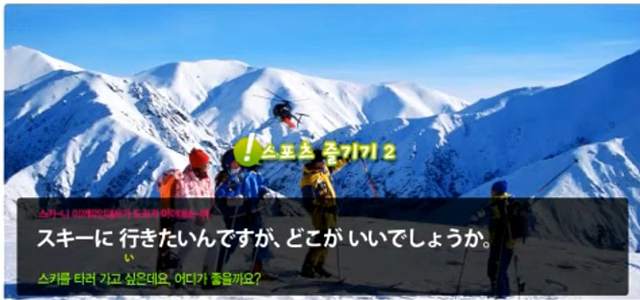 ! 스포츠 즐기기 2
スキーに 行きたいんですが、どこが いいでしょうか。
い
스키를 타러 가고 싶은데요, 어디가 좋을까요?